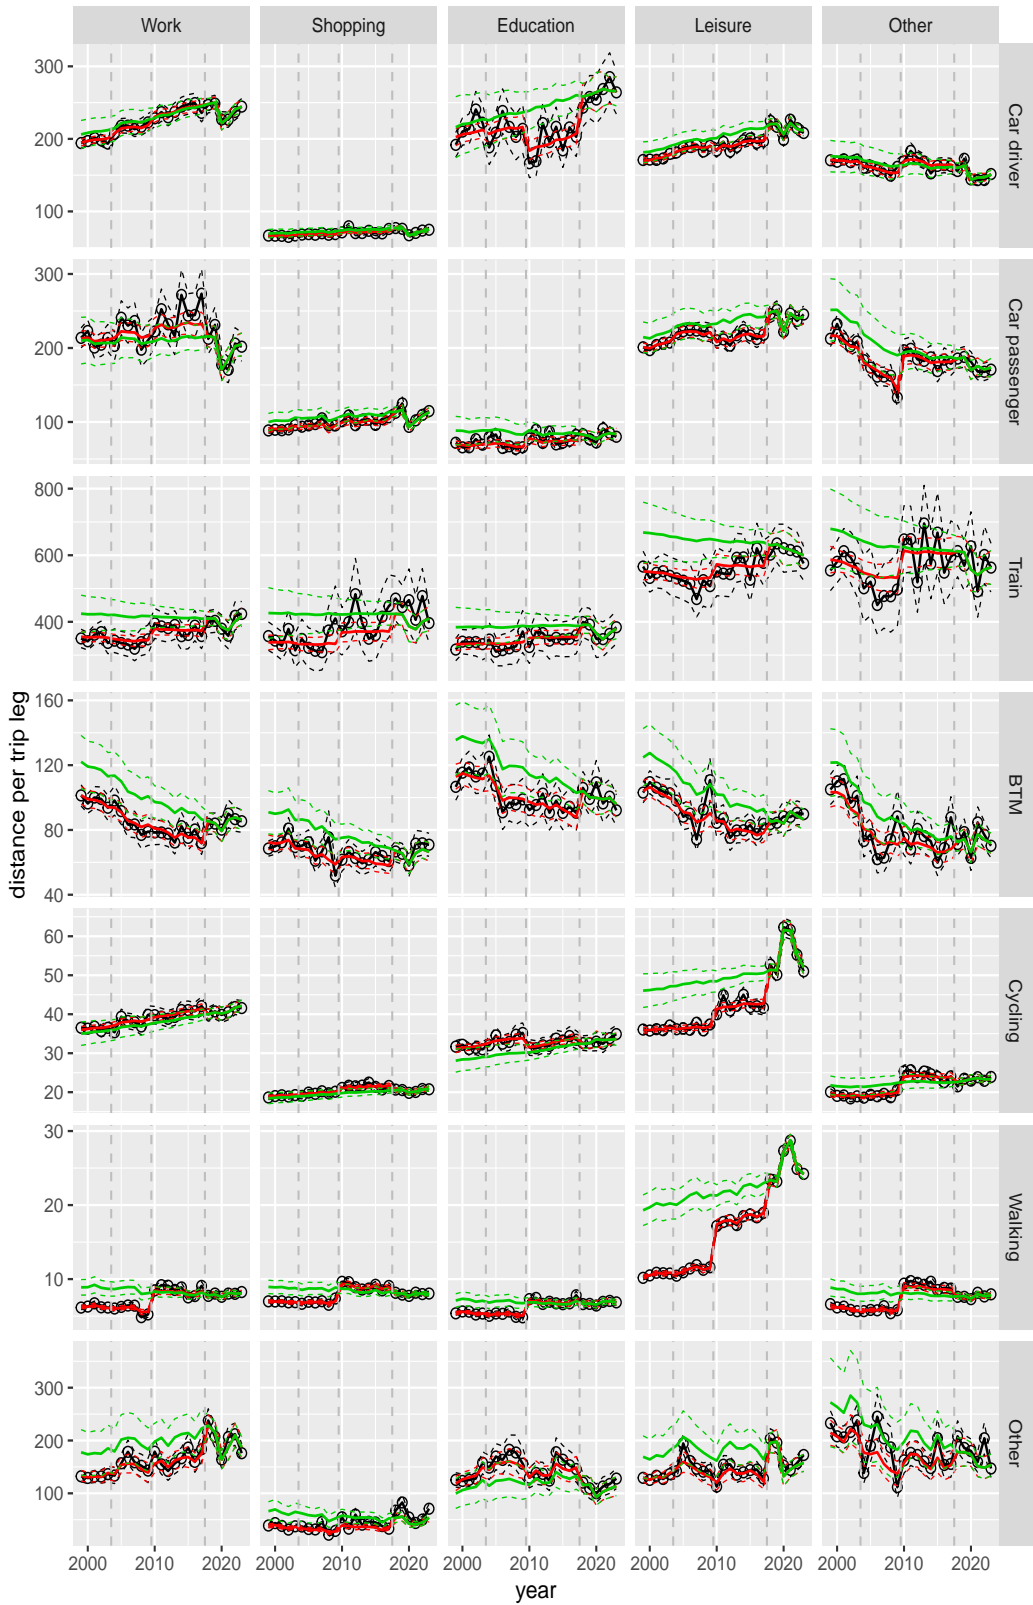 Work Shopping Education Leisure Other
300
200
100
Car driver
300
200
100
Car passenger
800
600
400
Train
160
120
80
40
BTM
60
50
40
30
20
Cycling
30
20
10
Walking
300
200
100
Other
distance per trip leg
2000 2010 2020 2000 2010 2020 2000 2010 2020 2000 2010 2020 2000 2010 2020
year